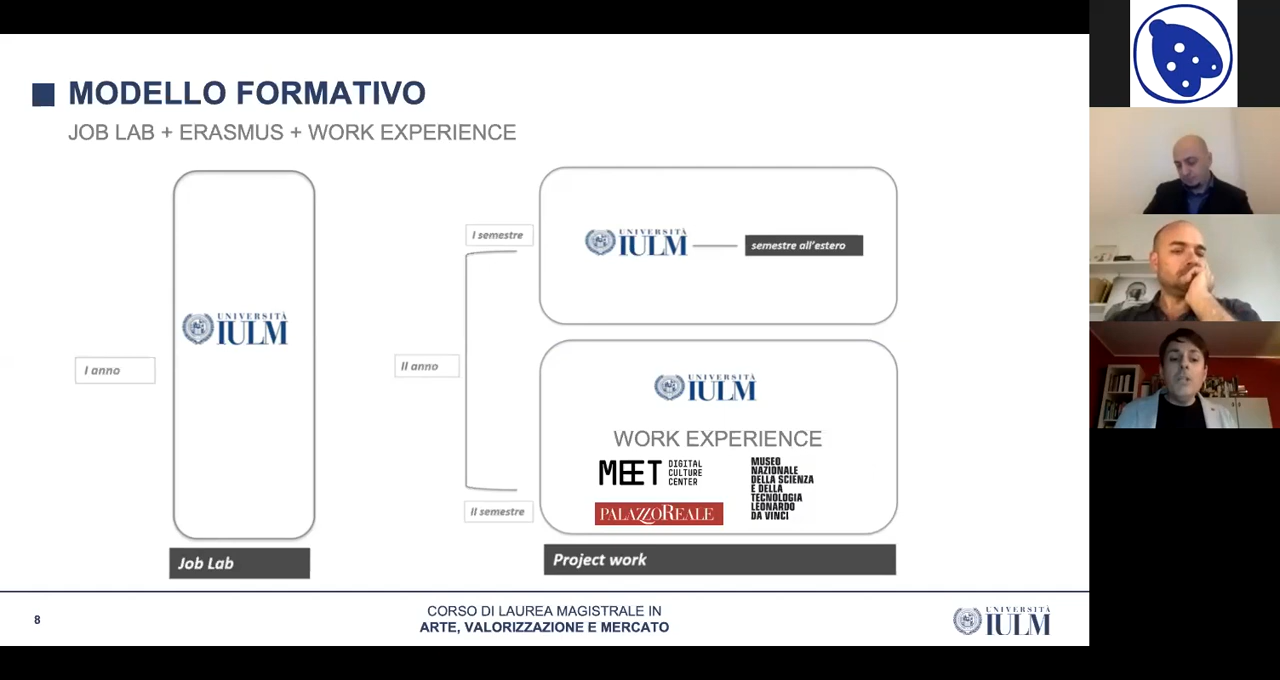 MODELLO FORMATIVO
JOB LAB + ERASMUS + WORK EXPERIENCE
I anno
UNIVERSITÀ
IULM
Job Lab
II anno
I semestre
UNIVERSITÀ
IULM
semestre all'estero
II semestre
UNIVERSITÀ
IULM
WORK EXPERIENCE
MEET
DIGITAL
CULTURE
CENTER
PALAZZOREALE
MUSEO
NAZIONALE
DELLA SCIENZA
E DELLA
TECNOLOGIA
LEONARDO
DA VINCI
Project work
8
CORSO DI LAUREA MAGISTRALE IN
ARTE, VALORIZZAZIONE E MERCATO
UNIVERSITÀ
IULM